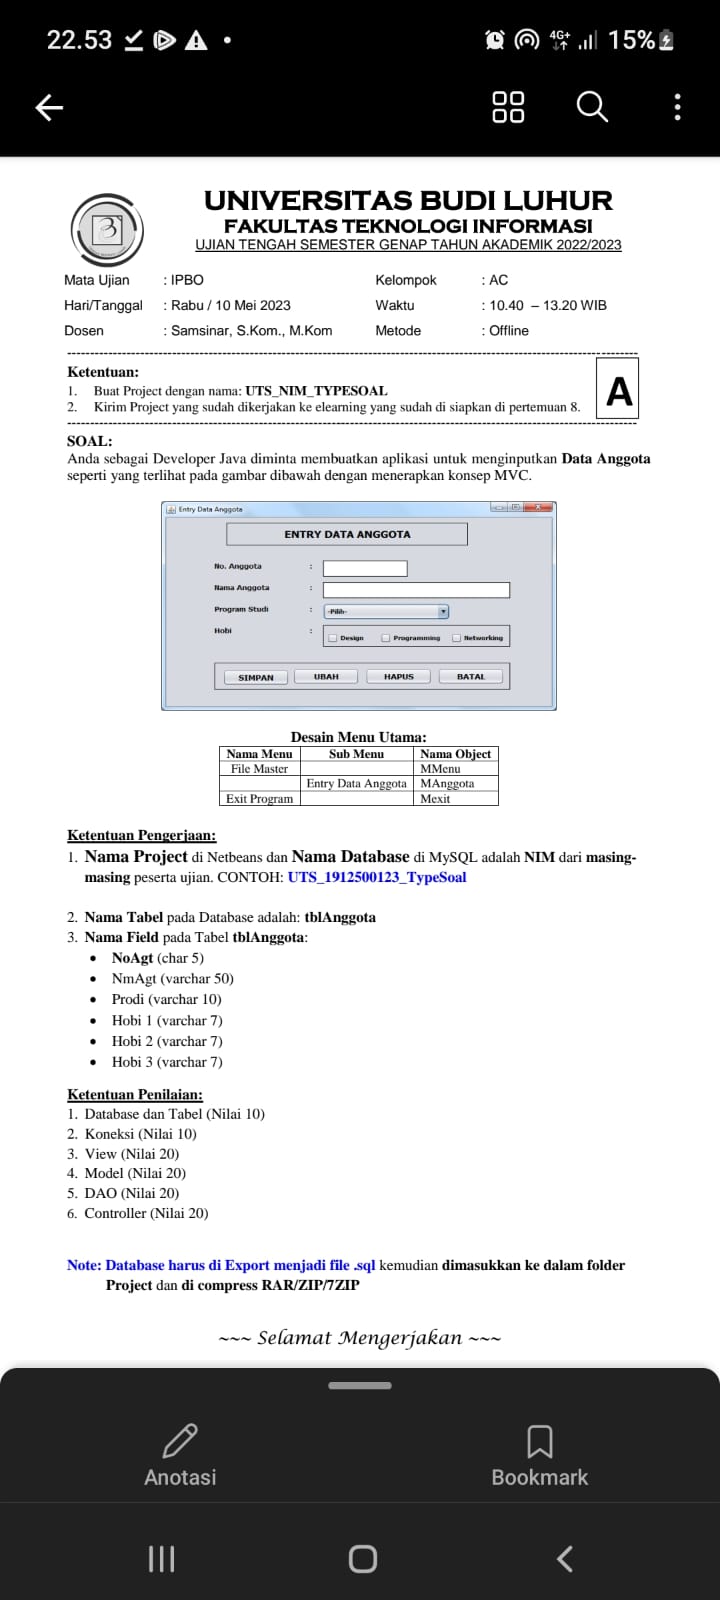 22.53
4G+
15%
UNIVERSITAS BUDI LUHUR
FAKULTAS TEKNOLOGI INFORMASI
UJIAN TENGAH SEMESTER GENAP TAHUN AKADEMIK 2022/2023
Mata Ujian : IPBO Kelompok : AC
Hari/Tanggal : Rabu / 10 Mei 2023 Waktu : 10.40 – 13.20 WIB
Dosen : Samsinar, S.Kom., M.Kom Metode : Offline
Ketentuan:
1. Buat Project dengan nama: UTS_NIM_TYPESOAL
2. Kirim Project yang sudah dikerjakan ke elearning yang sudah di siapkan di pertemuan 8.
A
SOAL:
Anda sebagai Developer Java diminta membuatkan aplikasi untuk menginputkan Data Anggota
seperti yang terlihat pada gambar dibawah dengan menerapkan konsep MVC.
Entry Data Anggota
ENTRY DATA ANGGOTA
No. Anggota :
Nama Anggota :
Program Studi : -Pilih-
Hobi : Design Programming Networking
SIMPAN UBAH HAPUS BATAL
Desain Menu Utama:
Nama Menu Sub Menu Nama Object
File Master MMenu
Entry Data Anggota MAnggota
Exit Program Mexit
Ketentuan Pengerjaan:
1. Nama Project di Netbeans dan Nama Database di MySQL adalah NIM dari masing-
masing peserta ujian. CONTOH: UTS_1912500123_TypeSoal
2. Nama Tabel pada Database adalah: tblAnggota
3. Nama Field pada Tabel tblAnggota:
• NoAgt (char 5)
• NmAgt (varchar 50)
• Prodi (varchar 10)
• Hobi 1 (varchar 7)
• Hobi 2 (varchar 7)
• Hobi 3 (varchar 7)
Ketentuan Penilaian:
1. Database dan Tabel (Nilai 10)
2. Koneksi (Nilai 10)
3. View (Nilai 20)
4. Model (Nilai 20)
5. DAO (Nilai 20)
6. Controller (Nilai 20)
Note: Database harus di Export menjadi file .sql kemudian dimasukkan ke dalam folder
Project dan di compress RAR/ZIP/7ZIP
~~~ Selamat Mengerjakan ~~~
Anotasi
Bookmark